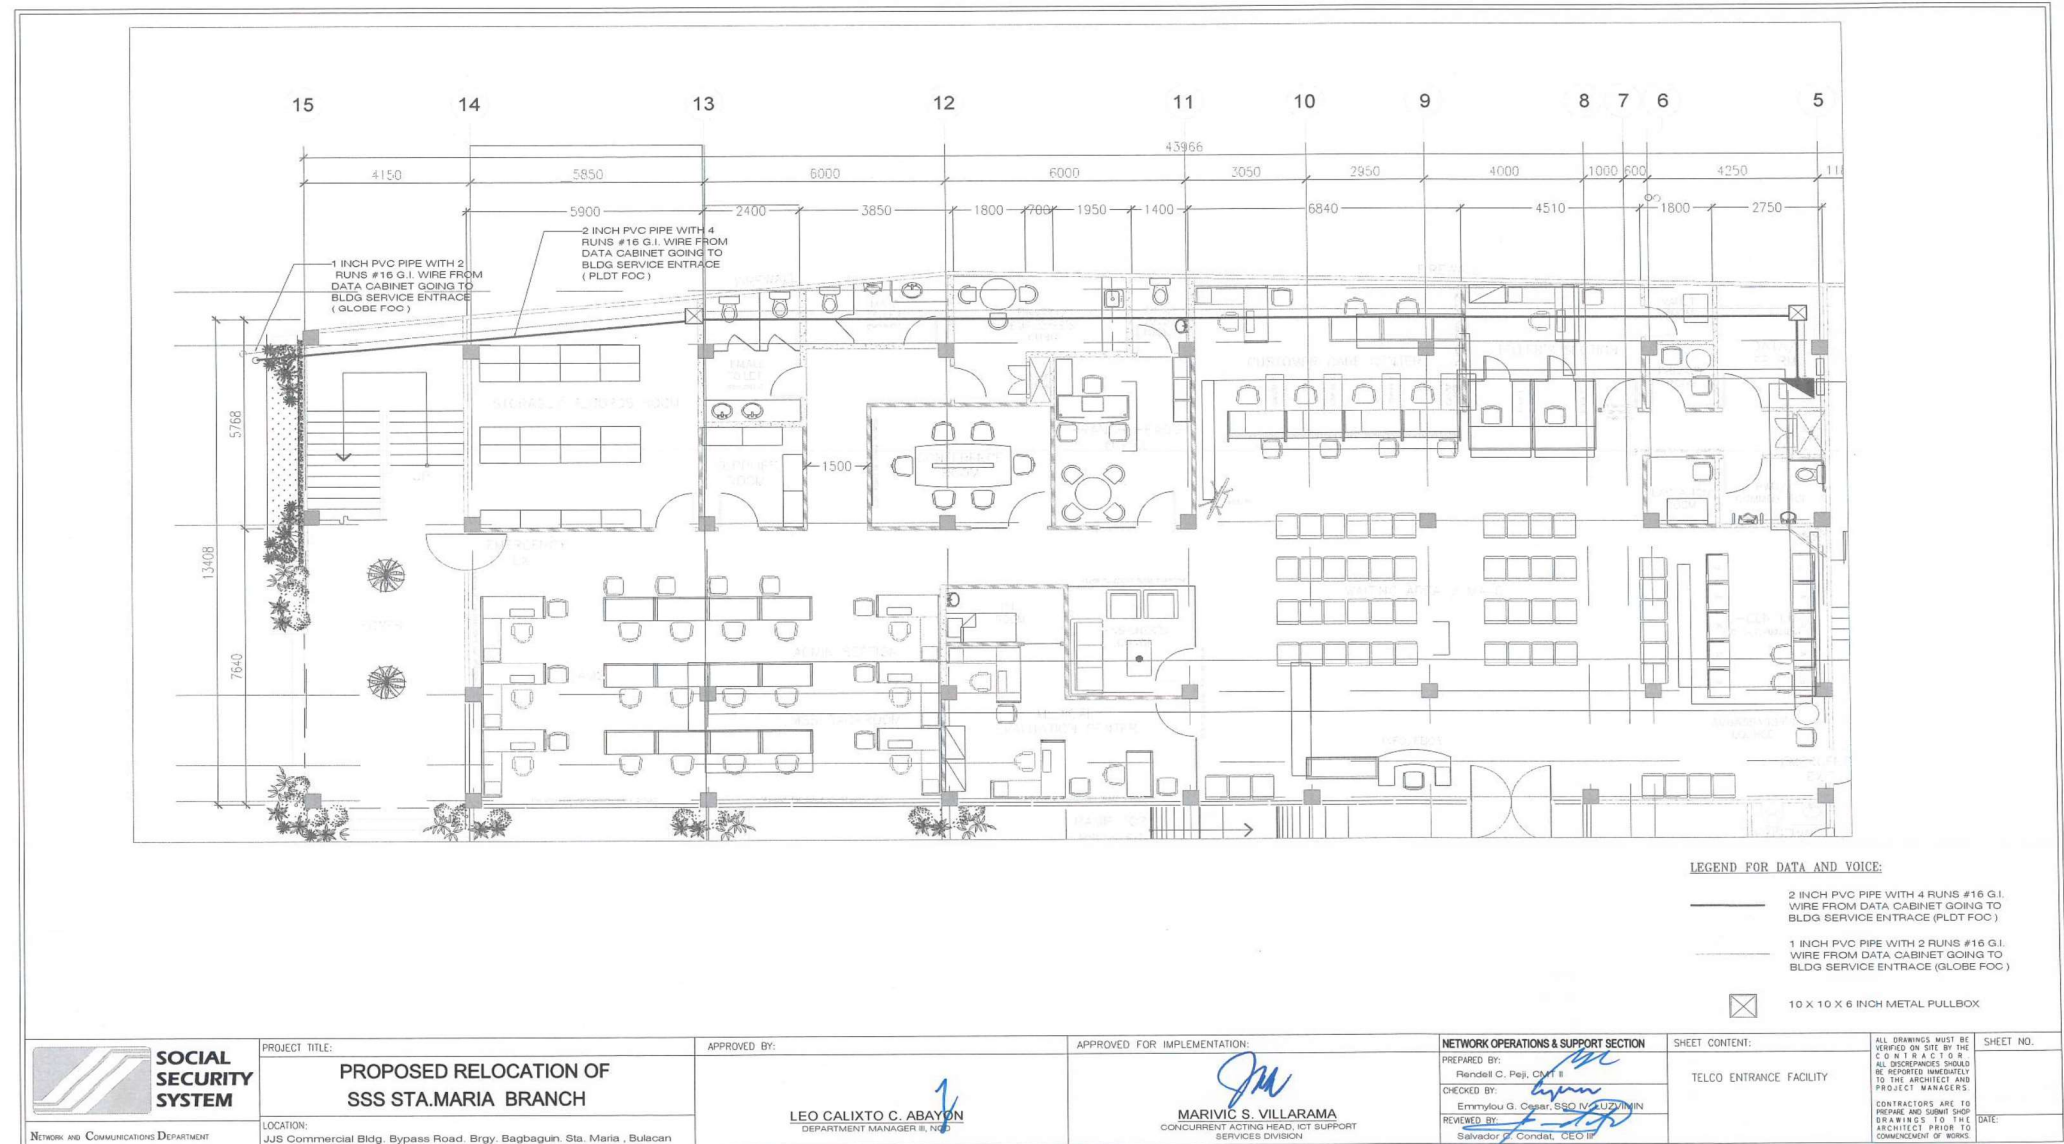 15 14 13 12 11 10 9 8 7 6 5
43966
4150 5850 6000 6000 3050 2950 4000 1000 600 4250
5900 2400 3850 1800 700 1950 1400 6840 4510 1800 2750
2 INCH PVC PIPE WITH 4
RUNS #16 G.I. WIRE FROM
DATA CABINET GOING TO
BLDG SERVICE ENTRACE
( PLDT FOC )
1 INCH PVC PIPE WITH 2
RUNS #16 G.I. WIRE FROM
DATA CABINET GOING TO
BLDG SERVICE ENTRACE
( GLOBE FOC )
5768
1500
13408
7640
LEGEND FOR DATA AND VOICE:
2 INCH PVC PIPE WITH 4 RUNS #16 G.I.
WIRE FROM DATA CABINET GOING TO
BLDG SERVICE ENTRACE (PLDT FOC )
1 INCH PVC PIPE WITH 2 RUNS #16 G.I.
WIRE FROM DATA CABINET GOING TO
BLDG SERVICE ENTRACE (GLOBE FOC )
10 X 10 X 6 INCH METAL PULLBOX
SOCIAL
SECURITY
SYSTEM
NETWORK AND COMMUNICATIONS DEPARTMENT
PROJECT TITLE:
PROPOSED RELOCATION OF
SSS STA.MARIA BRANCH
LOCATION:
JJS Commercial Bldg. Bypass Road. Brgy. Bagbaguin. Sta. Maria , Bulacan
APPROVED BY:
LEO CALIXTO C. ABAYON
DEPARTMENT MANAGER III, NCD
APPROVED FOR IMPLEMENTATION:
MARIVIC S. VILLARAMA
CONCURRENT ACTING HEAD, ICT SUPPORT
SERVICES DIVISION
NETWORK OPERATIONS & SUPPORT SECTION
PREPARED BY:
Rendell C. Peji, CMT II
CHECKED BY:
Emmylou G. Cesar, SSO IV-LUZVIMIN
REVIEWED BY:
Salvador G. Condat, CEO III
SHEET CONTENT:
TELCO ENTRANCE FACILITY
ALL DRAWINGS MUST BE
VERIFIED ON SITE BY THE
CONTRACTOR.
ALL DISCREPANCIES SHOULD
BE REPORTED IMMEDIATELY
TO THE ARCHITECT AND
PROJECT MANAGERS.
CONTRACTORS ARE TO
PREPARE AND SUBMIT SHOP
DRAWINGS TO THE
ARCHITECT PRIOR TO
COMMENCEMENT OF WORKS.
SHEET NO.
DATE: